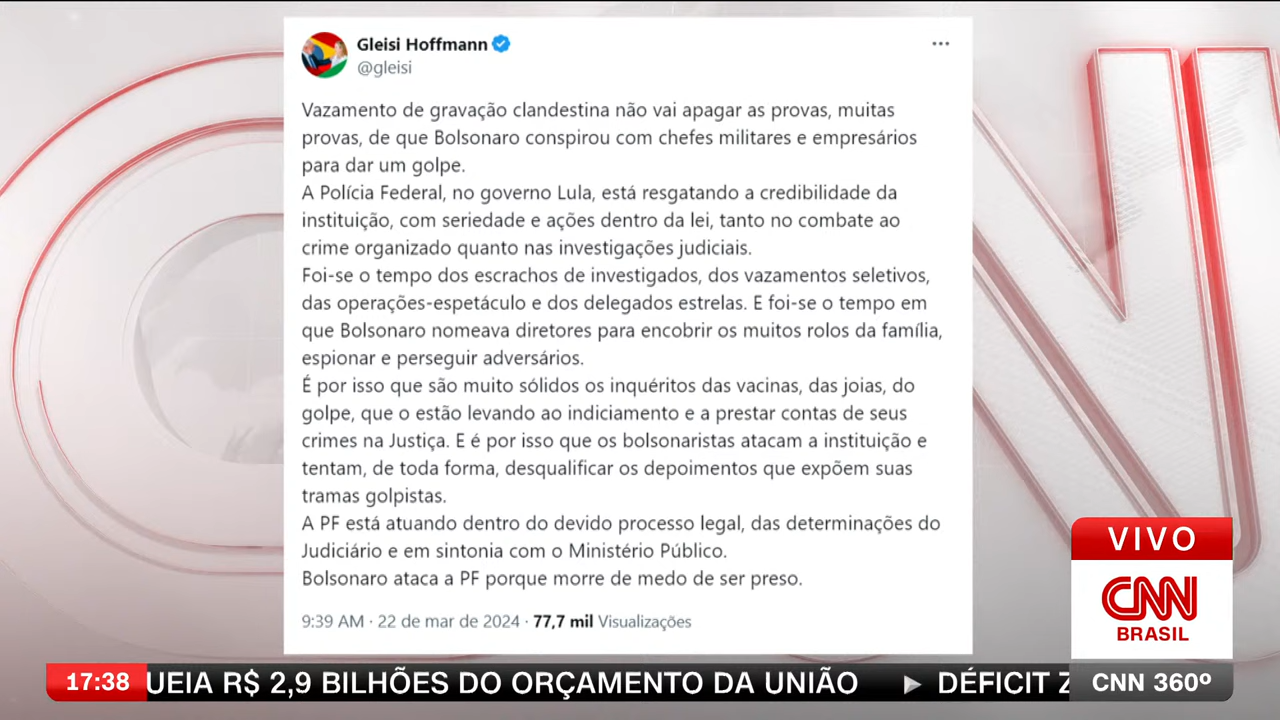 Gleisi Hoffmann
@gleisi
Vazamento de gravação clandestina não vai apagar as provas, muitas
provas, de que Bolsonaro conspirou com chefes militares e empresários
para dar um golpe.
A Polícia Federal, no governo Lula, está resgatando a credibilidade da
instituição, com seriedade e ações dentro da lei, tanto no combate ao
crime organizado quanto nas investigações judiciais.
Foi-se o tempo dos escrachos de investigados, dos vazamentos seletivos,
das operações-espetáculo e dos delegados estrelas. E foi-se o tempo em
que Bolsonaro nomeava diretores para encobrir os muitos rolos da família,
espionar e perseguir adversários.
É por isso que são muito sólidos os inquéritos das vacinas, das joias, do
golpe, que o estão levando ao indiciamento e a prestar contas de seus
crimes na Justiça. E é por isso que os bolsonaristas atacam a instituição e
tentam, de toda forma, desqualificar os depoimentos que expõem suas
tramas golpistas.
A PF está atuando dentro do devido processo legal, das determinações do
Judiciário e em sintonia com o Ministério Público.
Bolsonaro ataca a PF porque morre de medo de ser preso.
9:39 AM · 22 de mar de 2024 · 77,7 mil Visualizações
VIVO
CNN
BRASIL
17:38 UEIA R$ 2,9 BILHÕES DO ORÇAMENTO DA UNIÃO ▶ DÉFICIT Z
CNN 360º